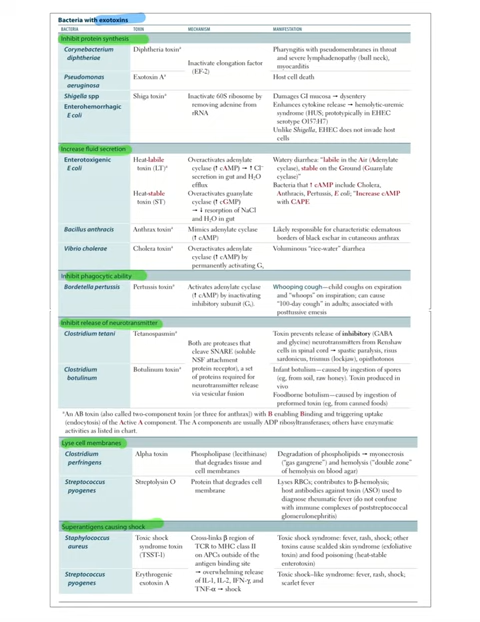 Bacteria with exotoxins
BACTERIA TOXIN MECHANISM MANIFESTATION
Inhibit protein synthesis
Corynebacterium diphtheriae
Diphtheria toxinᵃ
Inactivate elongation factor (EF-2)
Pharyngitis with pseudomembranes in throat
and severe lymphadenopathy (bull neck),
myocarditis
Pseudomonas aeruginosa
Exotoxin Aᵃ
Host cell death
Shigella spp
Enterohemorrhagic E coli
Shiga toxinᵃ
Inactivate 60S ribosome by
removing adenine from
rRNA
Damages GI mucosa → dysentery
Enhances cytokine release → hemolytic-uremic
syndrome (HUS; prototypically in EHEC
serotype O157:H7)
Unlike Shigella, EHEC does not invade host
cells
Increase fluid secretion
Enterotoxigenic E coli
Heat-labile
toxin (LT)ᵃ
Overactivates adenylate
cyclase (↑ cAMP) → ↑ Cl⁻
secretion in gut and H₂O
efflux
Watery diarrhea: "labile in the Air (Adenylate
cyclase), stable on the Ground (Guanylate
cyclase)"
Bacteria that ↑ cAMP include Cholera,
Anthracis, Pertussis, E coli; "Increase cAMP
with CAPE
Heat-stable
toxin (ST)
Overactivates guanylate
cyclase (↑ cGMP)
→ ↓ resorption of NaCl
and H₂O in gut
Bacillus anthracis
Anthrax toxinᵃ
Mimics adenylate cyclase
(↑ cAMP)
Likely responsible for characteristic edematous
borders of black eschar in cutaneous anthrax
Vibrio cholerae
Cholera toxinᵃ
Overactivates adenylate
cyclase (↑ cAMP) by
permanently activating Gₛ
Voluminous "rice-water" diarrhea
Inhibit phagocytic ability
Bordetella pertussis
Pertussis toxinᵃ
Activates adenylate cyclase
(↑ cAMP) by inactivating
inhibitory subunit (Gᵢ).
Whooping cough—child coughs on expiration
and "whoops" on inspiration; can cause
"100-day cough" in adults; associated with
posttussive emesis
Inhibit release of neurotransmitter
Clostridium tetani
Tetanospasminᵃ
Both are proteases that
cleave SNARE (soluble
NSF attachment
protein receptor), a set
of proteins required for
neurotransmitter release
via vesicular fusion
Toxin prevents release of inhibitory (GABA
and glycine) neurotransmitters from Renshaw
cells in spinal cord → spastic paralysis, risus
sardonicus, trismus (lockjaw), opisthotonos
Clostridium botulinum
Botulinum toxinᵃ
Infant botulism—caused by ingestion of spores
(eg, from soil, raw honey). Toxin produced in
vivo
Foodborne botulism—caused by ingestion of
preformed toxin (eg, from canned foods)
ᵃAn AB toxin (also called two-component toxin [or three for anthrax]) with B enabling Binding and triggering uptake
(endocytosis) of the Active A component. The A components are usually ADP ribosyltransferases; others have enzymatic
activities as listed in chart.
Lyse cell membranes
Clostridium perfringens
Alpha toxin
Phospholipase (lecithinase)
that degrades tissue and
cell membranes
Degradation of phospholipids → myonecrosis
("gas gangrene") and hemolysis ("double zone"
of hemolysis on blood agar)
Streptococcus pyogenes
Streptolysin O
Protein that degrades cell
membrane
Lyses RBCs; contributes to β-hemolysis;
host antibodies against toxin (ASO) used to
diagnose rheumatic fever (do not confuse
with immune complexes of poststreptococcal
glomerulonephritis)
Superantigens causing shock
Staphylococcus aureus
Toxic shock
syndrome toxin
(TSST-1)
Cross-links β region of
TCR to MHC class II
on APCs outside of the
antigen binding site
→ overwhelming release
of IL-1, IL-2, IFN-γ, and
TNF-α → shock
Toxic shock syndrome: fever, rash, shock; other
toxins cause scalded skin syndrome (exfoliative
toxin) and food poisoning (heat-stable
enterotoxin)
Streptococcus pyogenes
Erythrogenic
exotoxin A
Toxic shock–like syndrome: fever, rash, shock;
scarlet fever